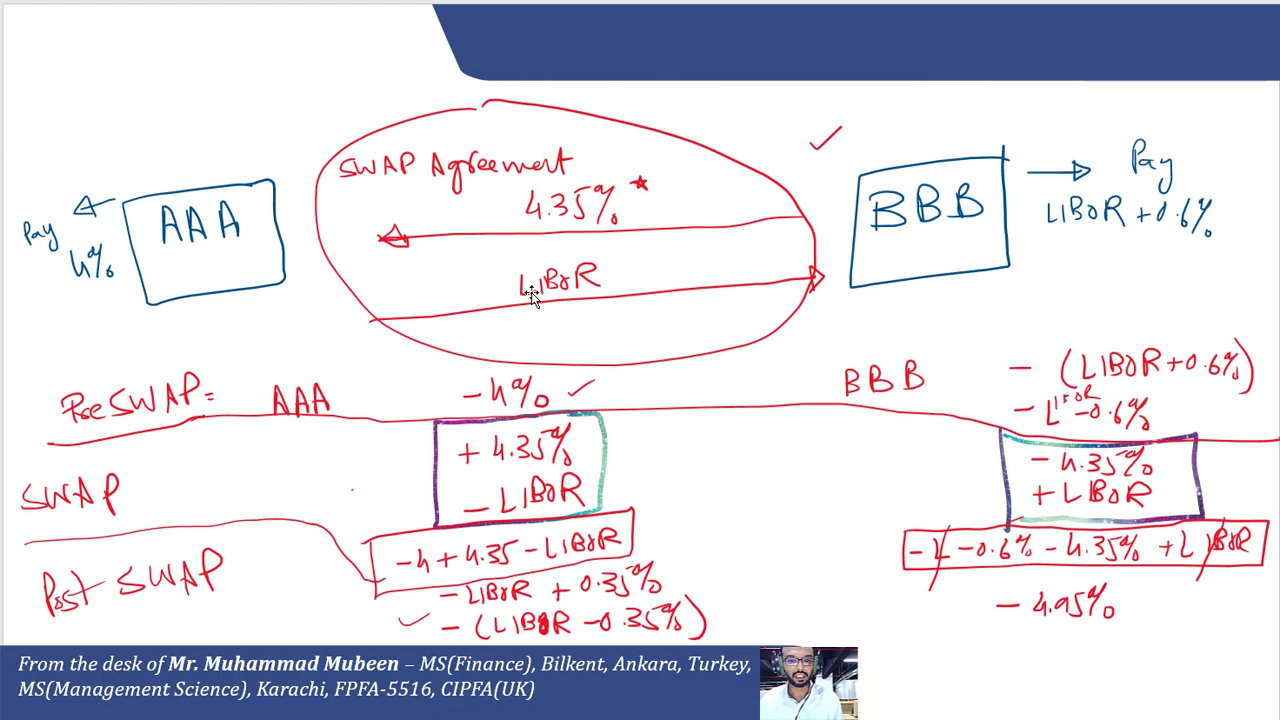 SWAP Agreement
4.35% *
LIBOR
Pay
4%
AAA
BBB
Pay
LIBOR + 0.6%
Pre SWAP = AAA
- 4% ✓
BBB
- (LIBOR + 0.6%)
- LIBOR - 0.6%
SWAP
+ 4.35%
- LIBOR
- 4.35%
+ LIBOR
Post SWAP
- 4 + 4.35 - LIBOR
- LIBOR + 0.35%
✓ - (LIBOR - 0.35%)
- L - 0.6% - 4.35% + LIBOR
- 4.95%
From the desk of Mr. Muhammad Mubeen – MS(Finance), Bilkent, Ankara, Turkey,
MS(Management Science), Karachi, FPFA-5516, CIPFA(UK)